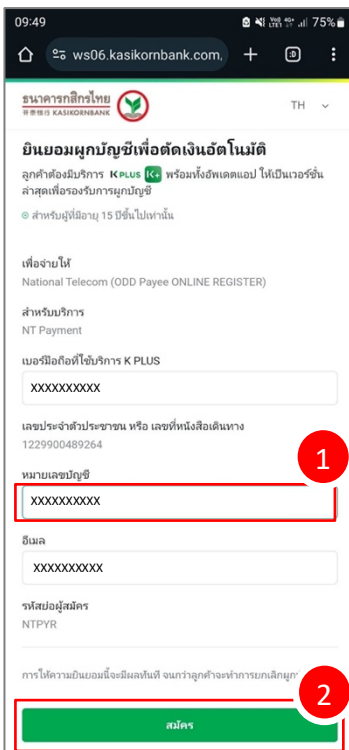 09:49
75%
ws06.kasikornbank.com,
ธนาคารกสิกรไทย
开泰银行 KASIKORNBANK
TH
ยินยอมผูกบัญชีเพื่อตัดเงินอัตโนมัติ
ลูกค้าต้องมีบริการ K PLUS K+ พร้อมทั้งอัพเดตแอป ให้เป็นเวอร์ชั่น
ล่าสุดเพื่อรองรับการผูกบัญชี
สำหรับผู้ที่มีอายุ 15 ปีขึ้นไปเท่านั้น
เพื่อจ่ายให้
National Telecom (ODD Payee ONLINE REGISTER)
สำหรับบริการ
NT Payment
เบอร์มือถือที่ใช้บริการ K PLUS
XXXXXXXXXX
เลขประจำตัวประชาชน หรือ เลขที่หนังสือเดินทาง
1229900489264
1
หมายเลขบัญชี
XXXXXXXXXX
อีเมล
XXXXXXXXXX
รหัสย่อผู้สมัคร
NTPYR
การให้ความยินยอมนี้จะมีผลทันที จนกว่าลูกค้าจะทำการยกเลิกผูก
2
สมัคร